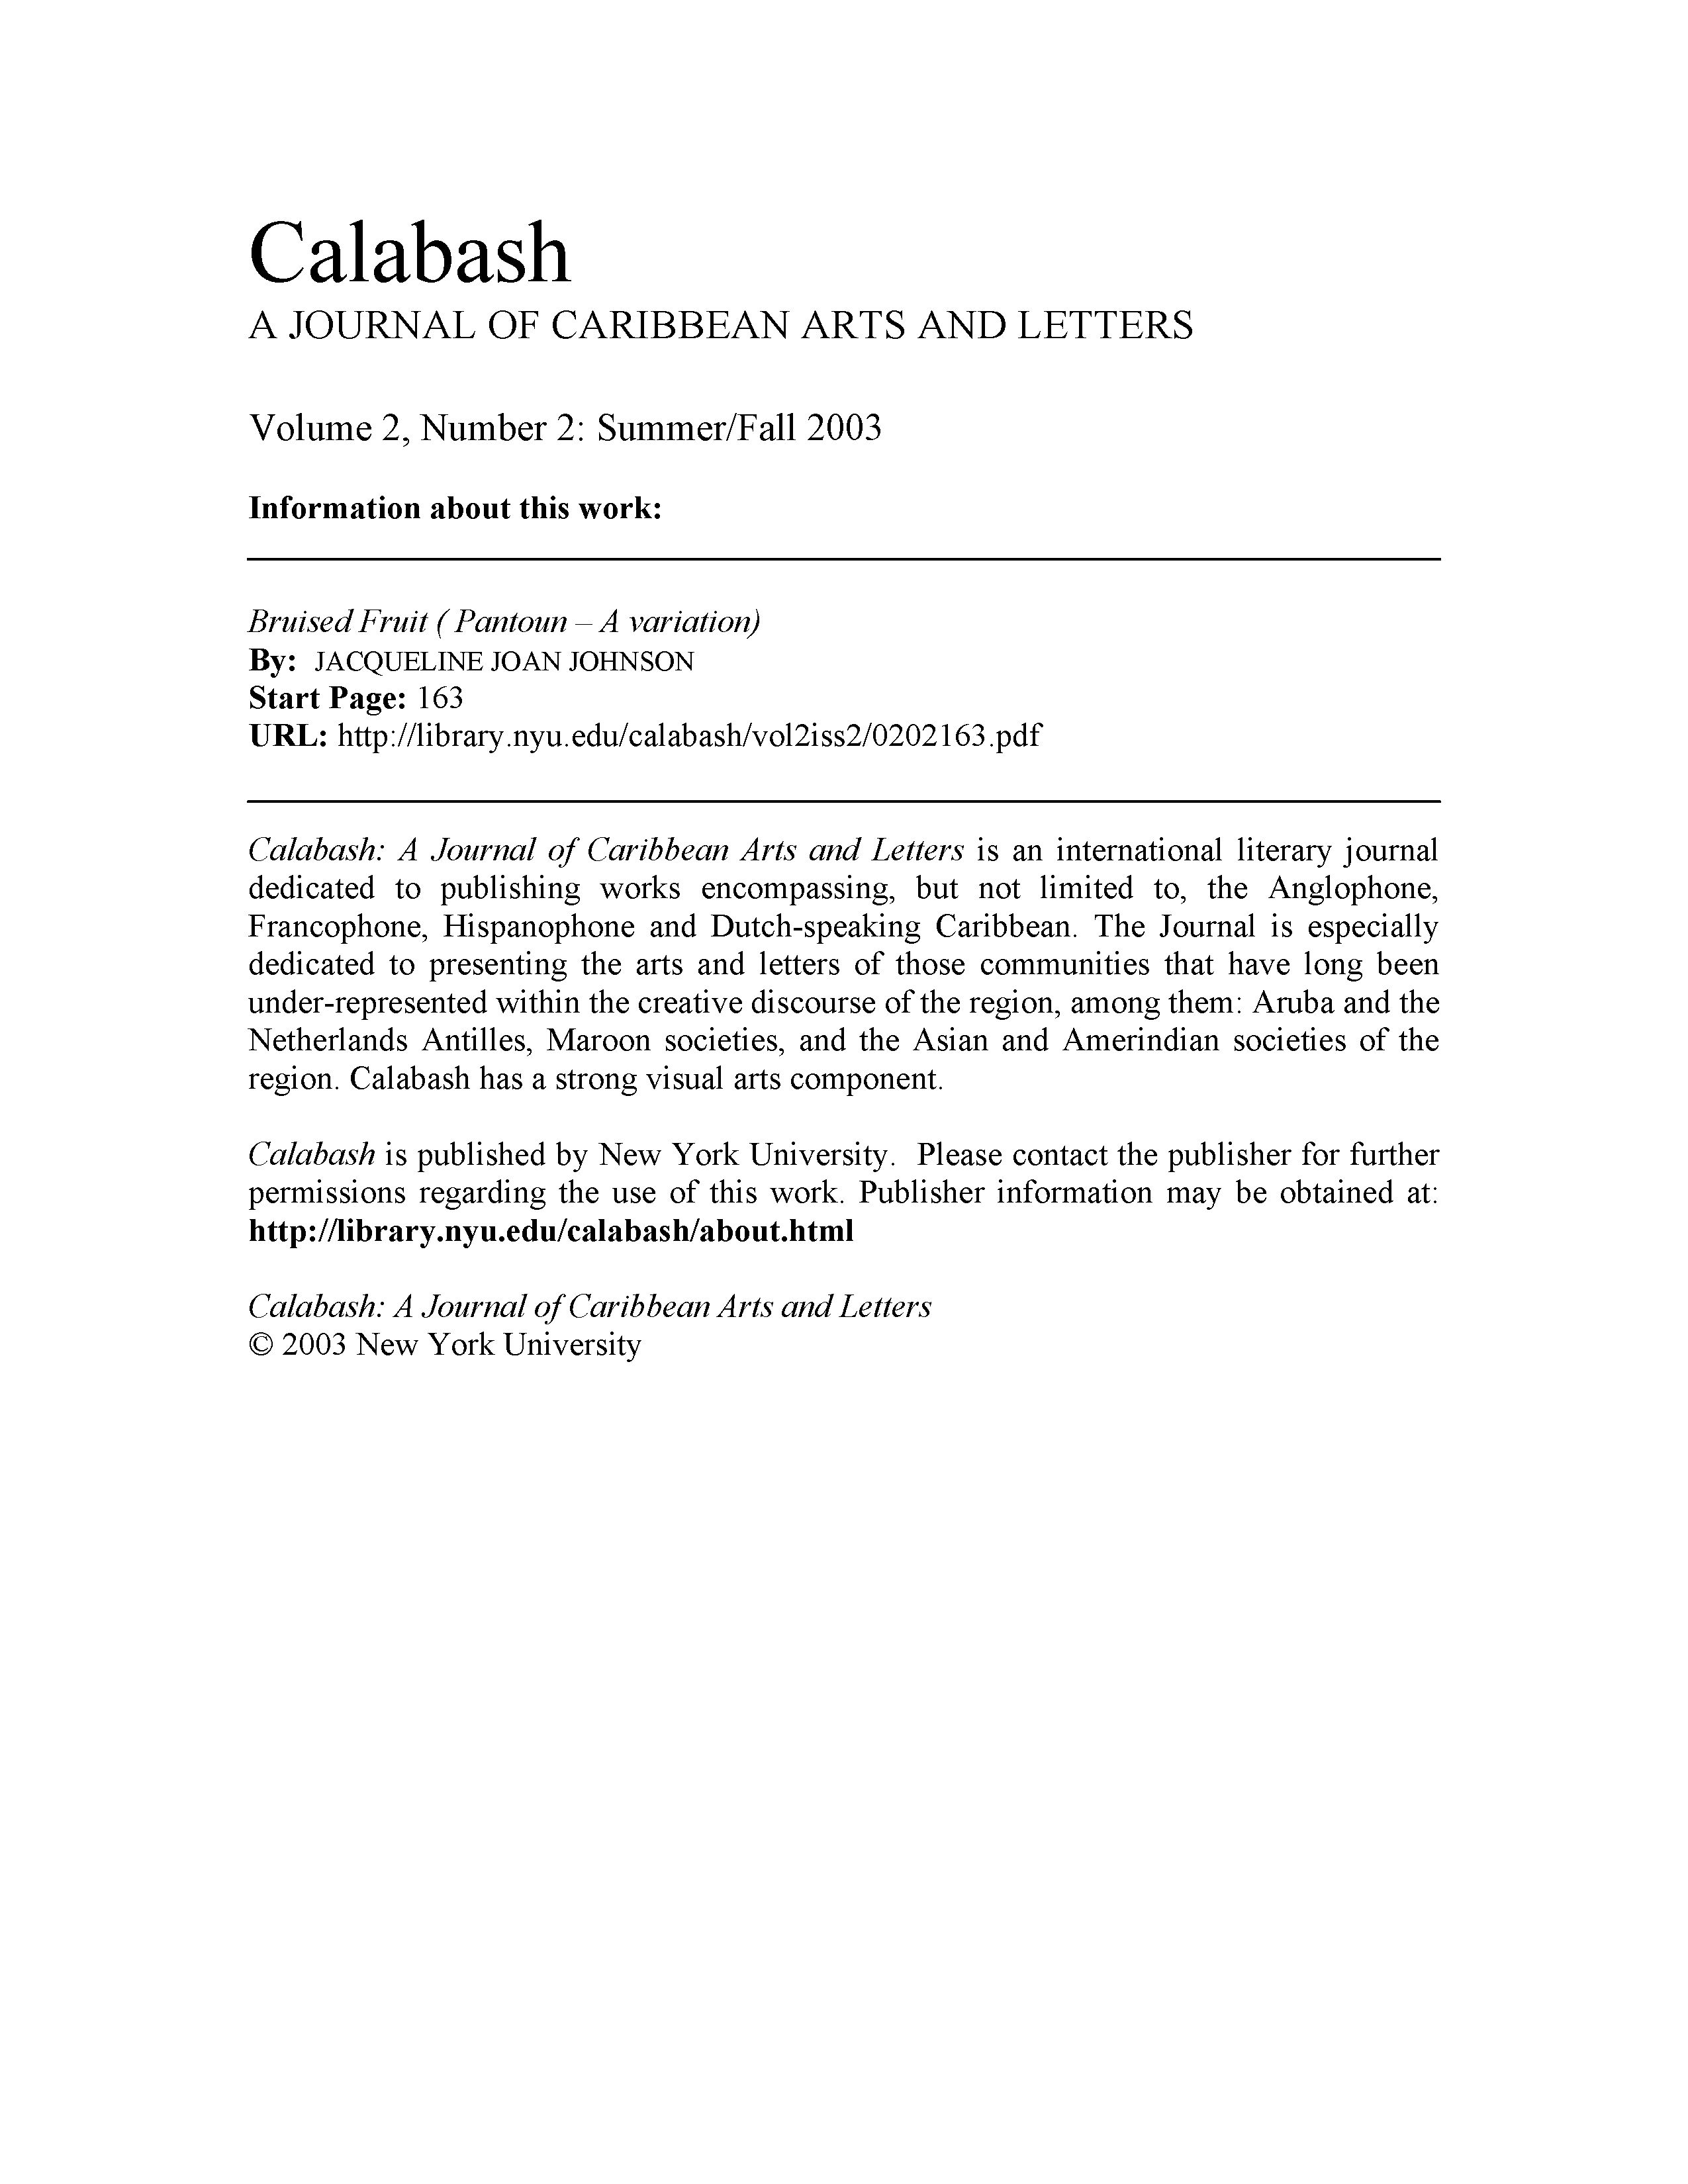 Calabash
A JOURNAL OF CARIBBEAN ARTS AND LETTERS
Volume 2, Number 2: Summer/Fall 2003
Information about this work:
Bruised Fruit ( Pantoun – A variation)
By: JACQUELINE JOAN JOHNSON
Start Page: 163
URL: http://library.nyu.edu/calabash/vol2iss2/0202163.pdf
Calabash: A Journal of Caribbean Arts and Letters is an international literary journal
dedicated to publishing works encompassing, but not limited to, the Anglophone,
Francophone, Hispanophone and Dutch-speaking Caribbean. The Journal is especially
dedicated to presenting the arts and letters of those communities that have long been
under-represented within the creative discourse of the region, among them: Aruba and the
Netherlands Antilles, Maroon societies, and the Asian and Amerindian societies of the
region. Calabash has a strong visual arts component.
Calabash is published by New York University. Please contact the publisher for further
permissions regarding the use of this work. Publisher information may be obtained at:
http://library.nyu.edu/calabash/about.html
Calabash: A Journal of Caribbean Arts and Letters
© 2003 New York University